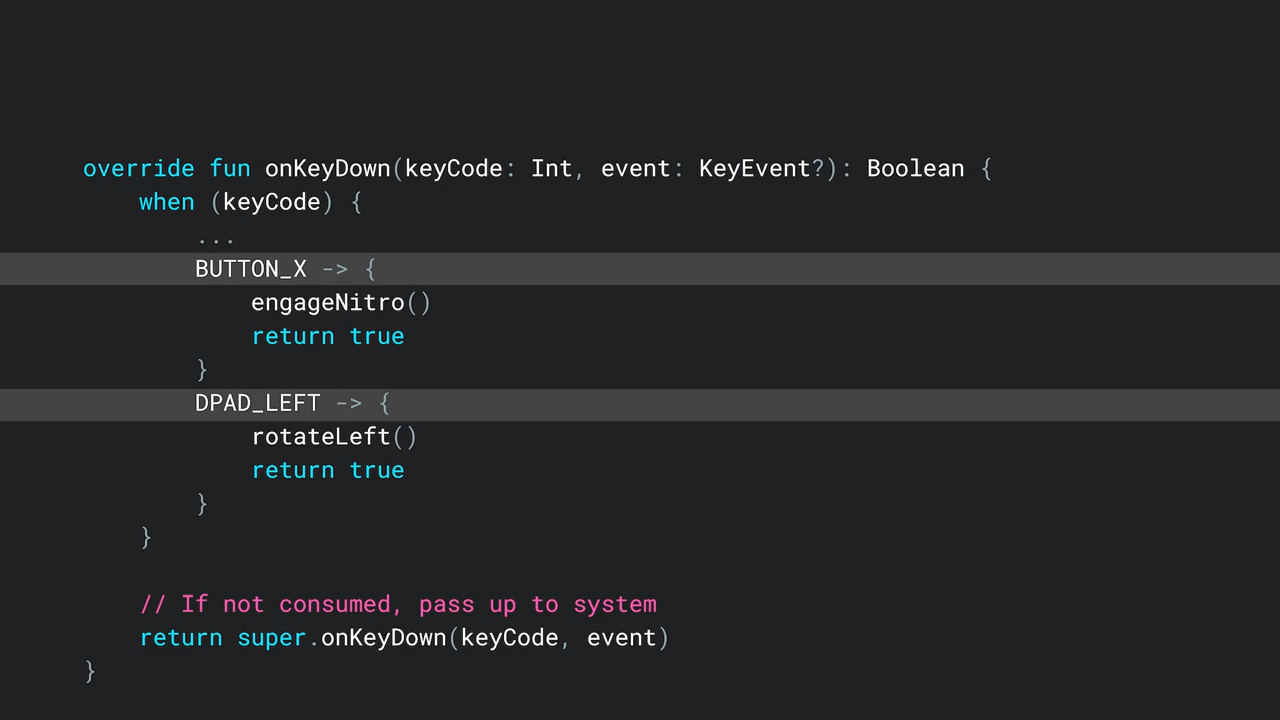 override fun onKeyDown(keyCode: Int, event: KeyEvent?): Boolean {
    when (keyCode) {
        ...
        BUTTON_X -> {
            engageNitro()
            return true
        }
        DPAD_LEFT -> {
            rotateLeft()
            return true
        }
    }

    // If not consumed, pass up to system
    return super.onKeyDown(keyCode, event)
}